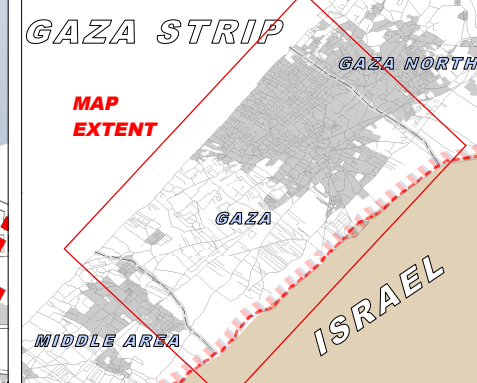 GAZA STRIP
GAZA NORTH
MAP
EXTENT
GAZA
ISRAEL
MIDDLE AREA